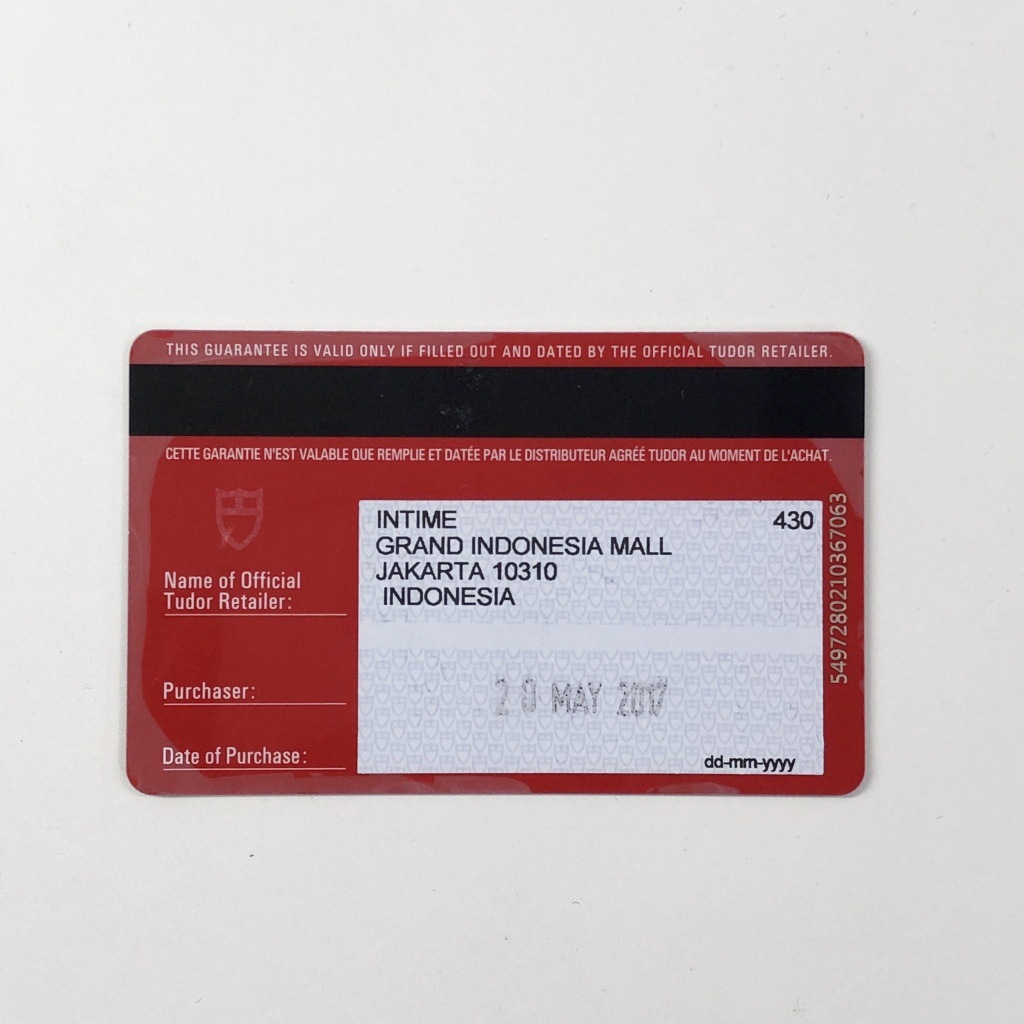 THIS GUARANTEE IS VALID ONLY IF FILLED OUT AND DATED BY THE OFFICIAL TUDOR RETAILER.
CETTE GARANTIE N'EST VALABLE QUE REMPLIE ET DATÉE PAR LE DISTRIBUTEUR AGRÉÉ TUDOR AU MOMENT DE L'ACHAT.
INTIME 430
GRAND INDONESIA MALL
JAKARTA 10310
INDONESIA
Name of Official
Tudor Retailer:
Purchaser:
20 MAY 2017
Date of Purchase:
dd-mm-yyyy
5497280210367063